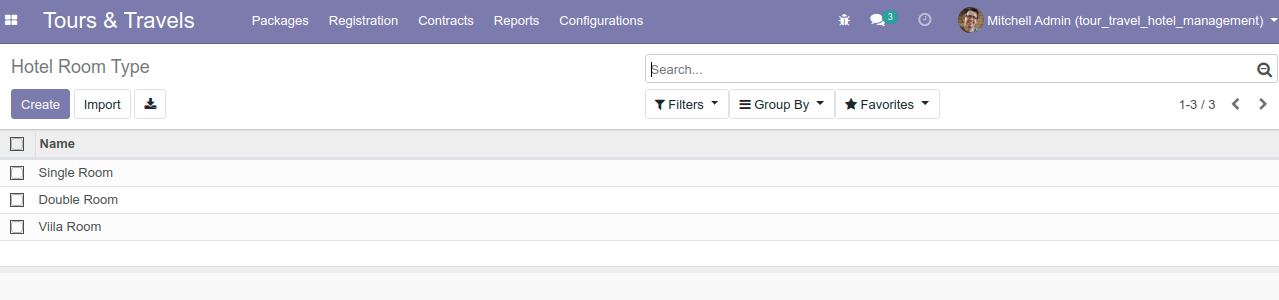 Tours & Travels Packages Registration Contracts Reports Configurations 3 Mitchell Admin (tour_travel_hotel_management)
Hotel Room Type Search...
Create Import Filters Group By Favorites 1-3 / 3
Name
Single Room
Double Room
Viila Room